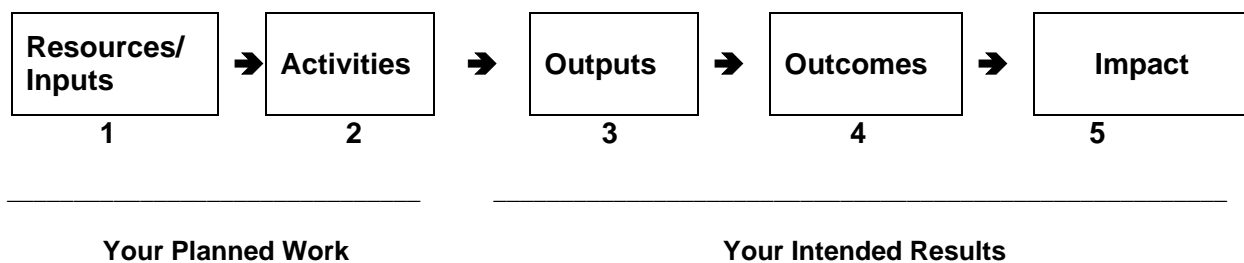 Resources/
Inputs
Activities
Outputs
Outcomes
Impact
1 2 3 4 5
Your Planned Work
Your Intended Results